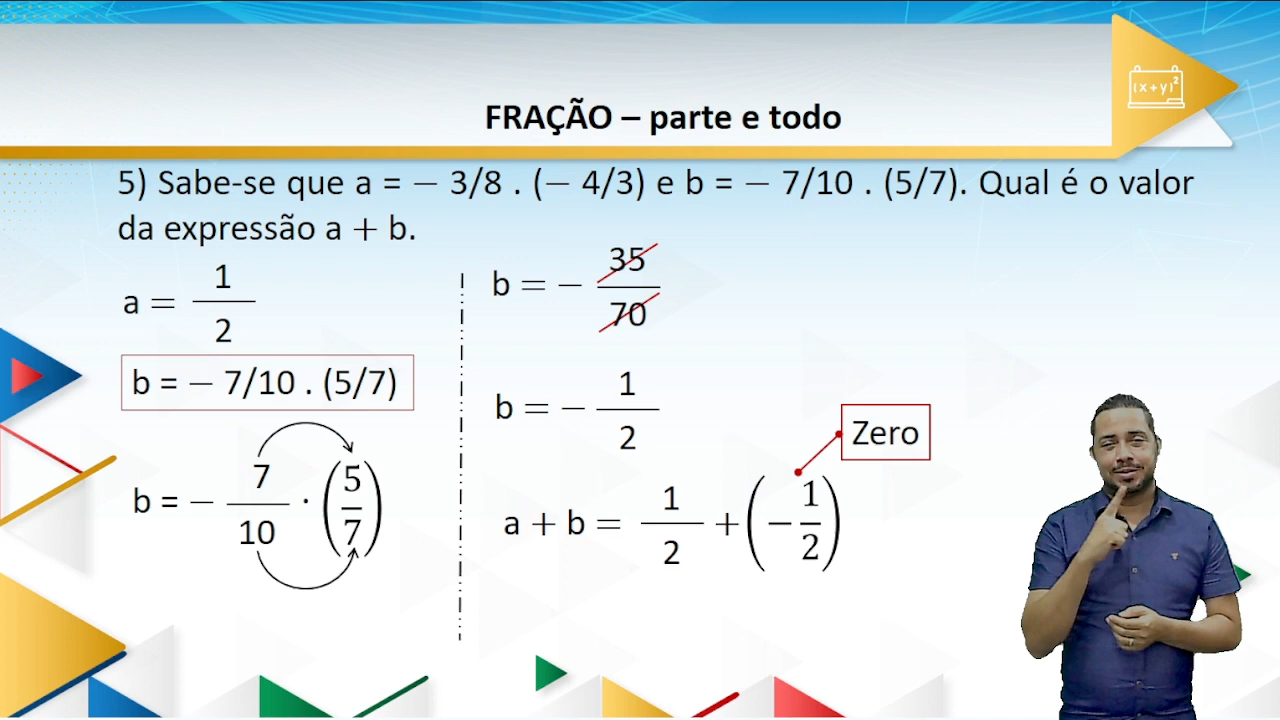 (x+y)²
FRAÇÃO – parte e todo
5) Sabe-se que a = − 3/8 . (− 4/3) e b = − 7/10 . (5/7). Qual é o valor
da expressão a + b.
a = 1/2
b = − 7/10 . (5/7)
b = − 7/10 · (5/7)
b = − 35/70
b = − 1/2
Zero
a + b = 1/2 + (− 1/2)